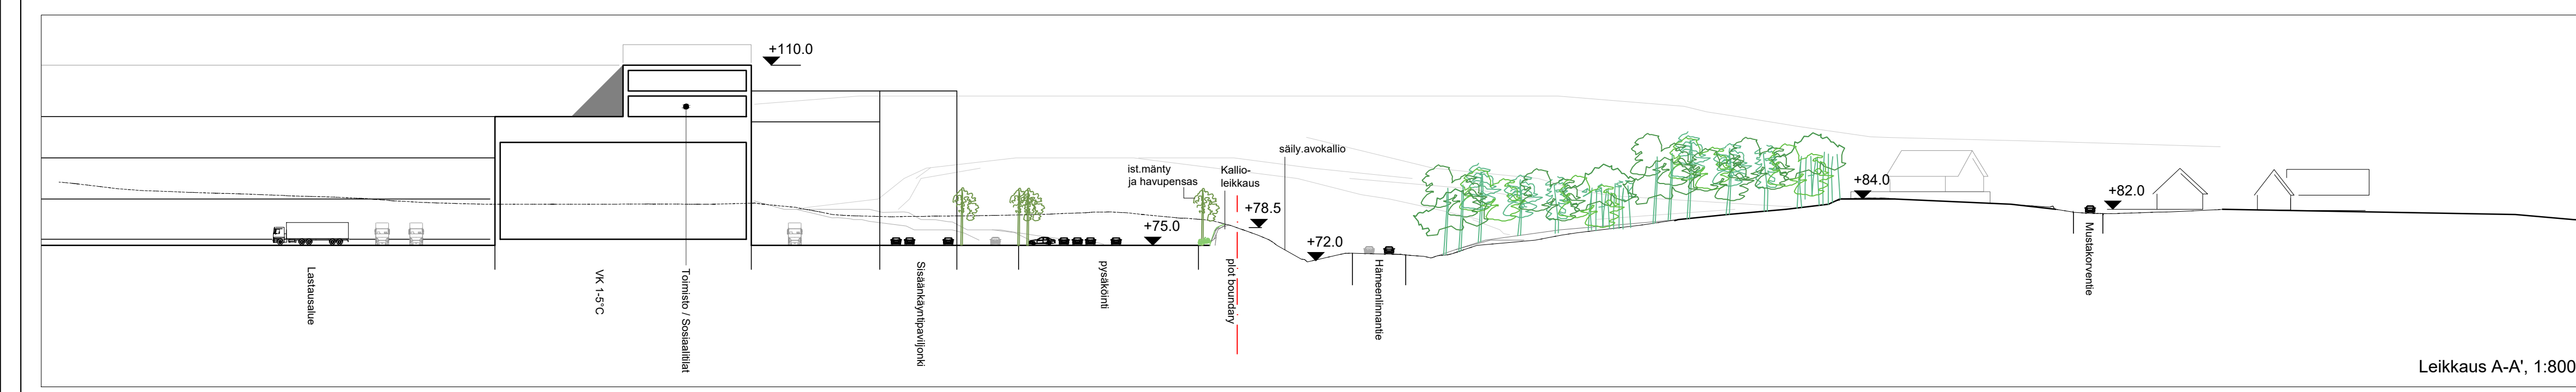 +110.0
säily.avokallio
ist.mänty
ja havupensas
Kallio-
leikkaus
+84.0
+82.0
+78.5
+75.0
+72.0
Lastausalue
VK 1-5°C
Toimisto / Sosiaalitilat
Sisäänkäyntipaviljonki
pysäköinti
plot boundary
Hämeenlinnantie
Mustakorventie
Leikkaus A-A', 1:800